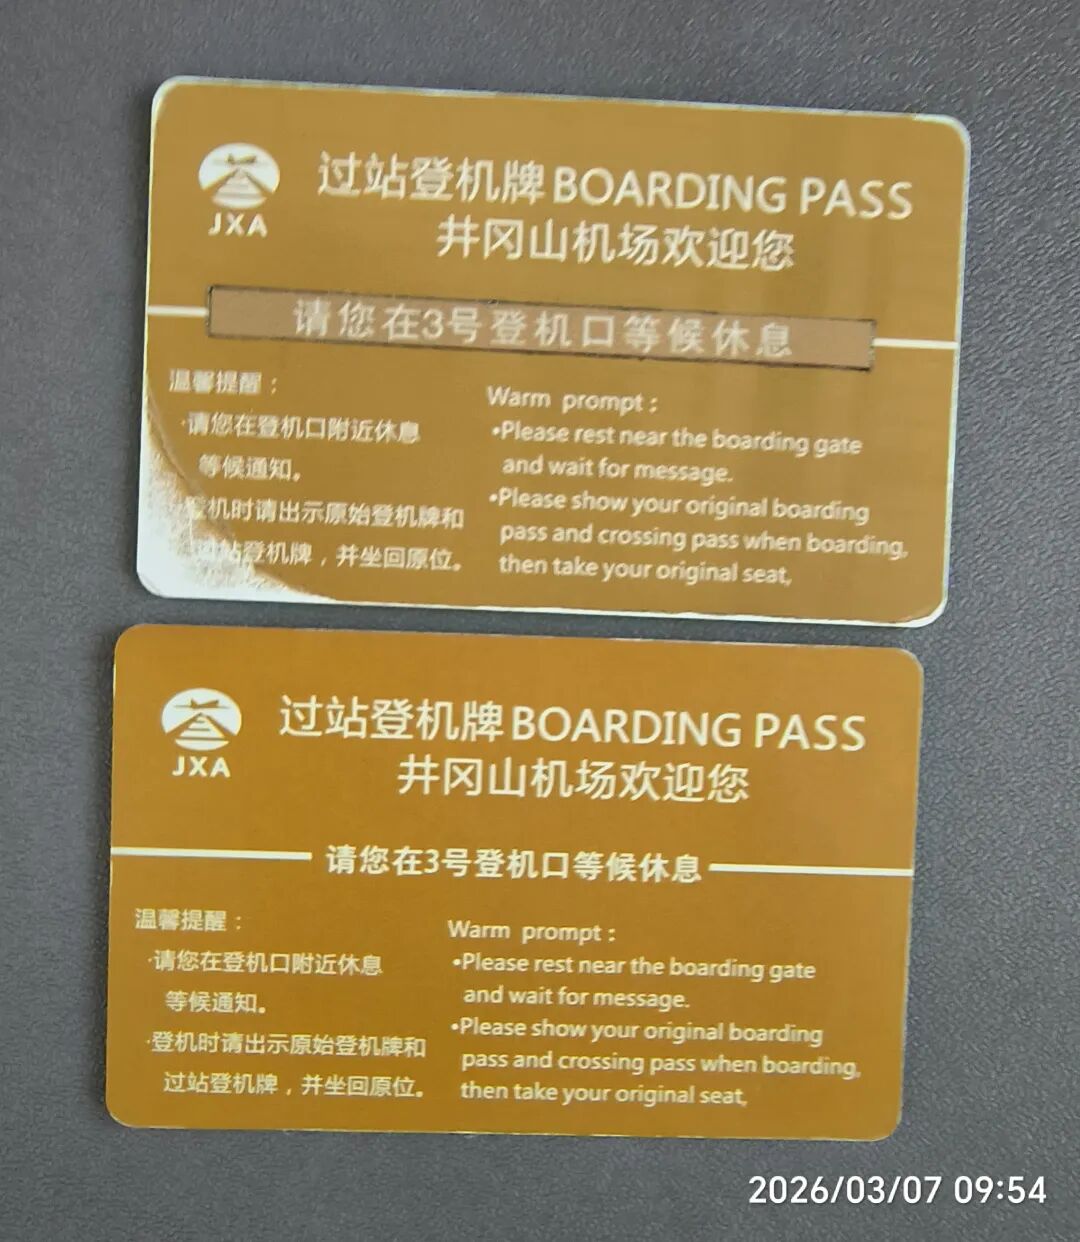 JXA
过站登机牌BOARDING PASS
井冈山机场欢迎您
请您在3号登机口等候休息
温馨提醒：
·请您在登机口附近休息
等候通知。
登机时请出示原始登机牌和
过站登机牌，并坐回原位。
Warm prompt :
•Please rest near the boarding gate
and wait for message.
•Please show your original boarding
pass and crossing pass when boarding,
then take your original seat,
JXA
过站登机牌BOARDING PASS
井冈山机场欢迎您
请您在3号登机口等候休息
温馨提醒：
·请您在登机口附近休息
等候通知。
·登机时请出示原始登机牌和
过站登机牌，并坐回原位。
Warm prompt :
•Please rest near the boarding gate
and wait for message.
•Please show your original boarding
pass and crossing pass when boarding,
then take your original seat,
2026/03/07 09:54